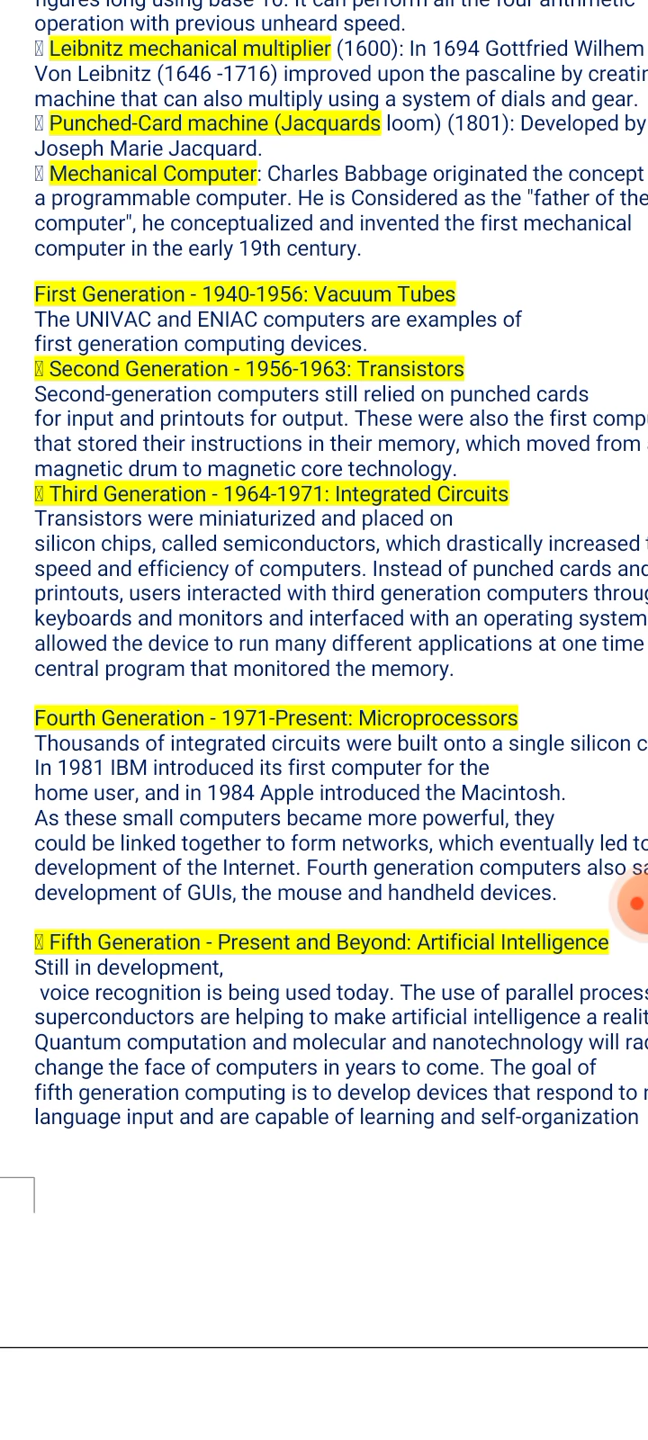 figures long using base 10. It can perform all the four arithmetic
operation with previous unheard speed.
Leibnitz mechanical multiplier (1600): In 1694 Gottfried Wilhem
Von Leibnitz (1646 -1716) improved upon the pascaline by
machine that can also multiply using a system of dials and gear.
Punched-Card machine (Jacquards loom) (1801): Developed by
Joseph Marie Jacquard.
Mechanical Computer: Charles Babbage originated the concept
a programmable computer. He is Considered as the "father of the
computer", he conceptualized and invented the first mechanical
computer in the early 19th century.
First Generation - 1940-1956: Vacuum Tubes
The UNIVAC and ENIAC computers are examples of
first generation computing devices.
Second Generation - 1956-1963: Transistors
Second-generation computers still relied on punched cards
for input and printouts for output. These were also the first
that stored their instructions in their memory, which moved from
magnetic drum to magnetic core technology.
Third Generation - 1964-1971: Integrated Circuits
Transistors were miniaturized and placed on
silicon chips, called semiconductors, which drastically increased
speed and efficiency of computers. Instead of punched cards and
printouts, users interacted with third generation computers
keyboards and monitors and interfaced with an operating system
allowed the device to run many different applications at one time
central program that monitored the memory.
Fourth Generation - 1971-Present: Microprocessors
Thousands of integrated circuits were built onto a single silicon
In 1981 IBM introduced its first computer for the
home user, and in 1984 Apple introduced the Macintosh.
As these small computers became more powerful, they
could be linked together to form networks, which eventually led to
development of the Internet. Fourth generation computers also
development of GUIs, the mouse and handheld devices.
Fifth Generation - Present and Beyond: Artificial Intelligence
Still in development,
voice recognition is being used today. The use of parallel
superconductors are helping to make artificial intelligence a
Quantum computation and molecular and nanotechnology will
change the face of computers in years to come. The goal of
fifth generation computing is to develop devices that respond to
language input and are capable of learning and self-organization